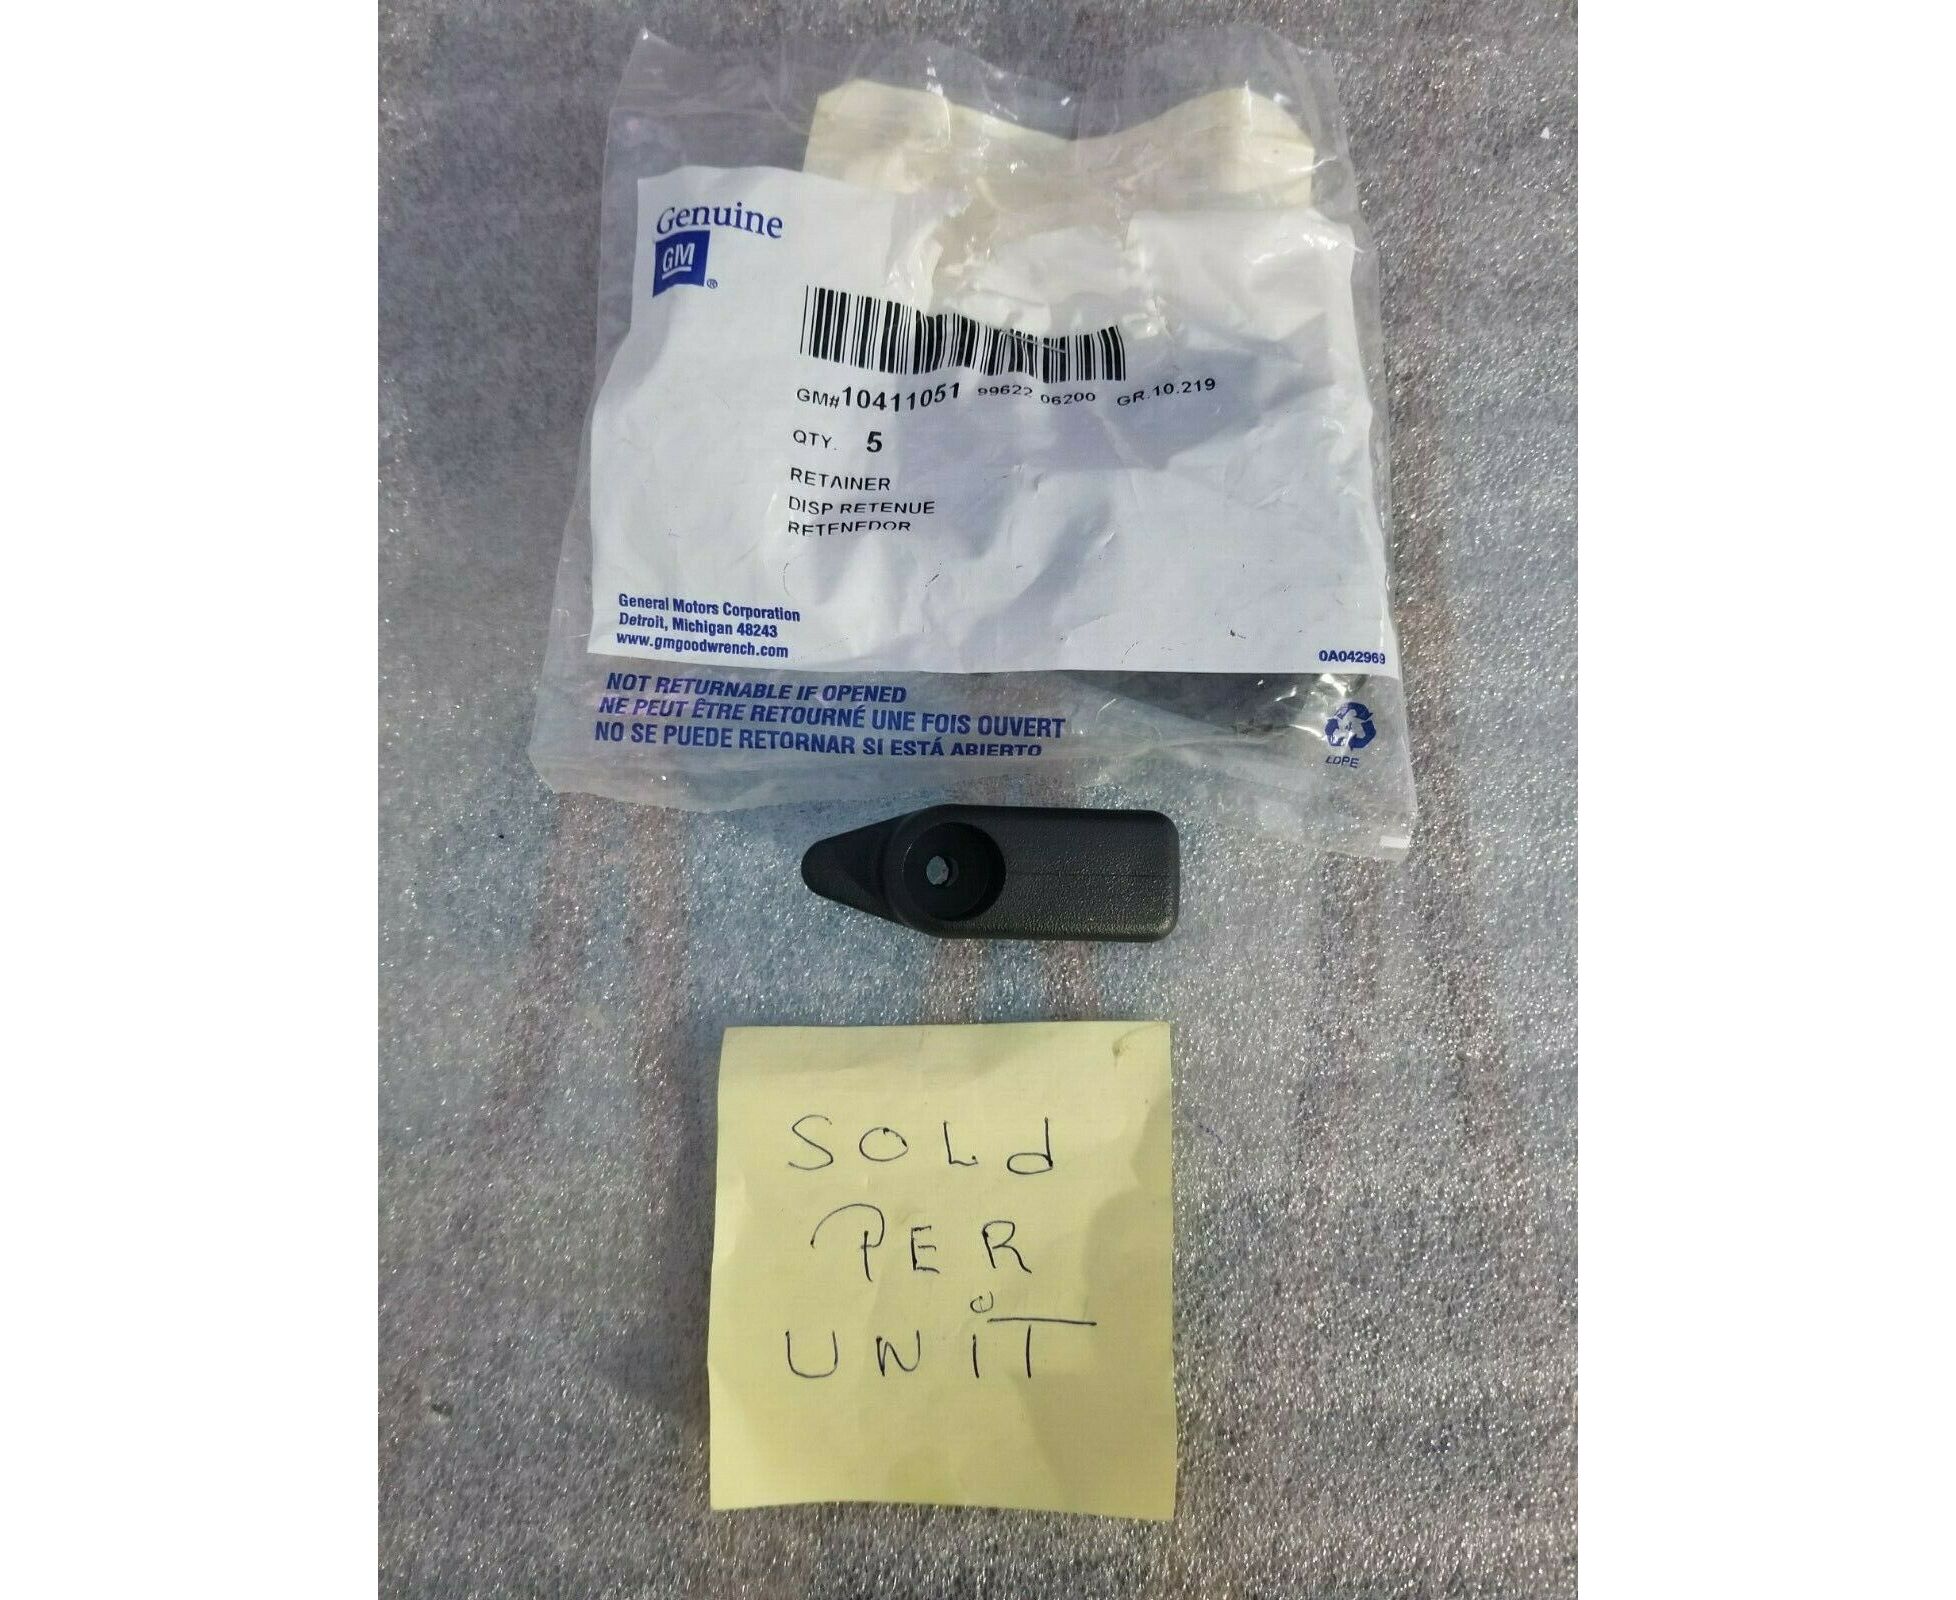 Genuine
GM ®
GM#10411051 99622 06200 GR.10.219
QTY. 5
RETAINER
DISP RETENUE
RETENEDOR
General Motors Corporation
Detroit, Michigan 48243
www.gmgoodwrench.com
0A042969
NOT RETURNABLE IF OPENED
NE PEUT ÊTRE RETOURNÉ UNE FOIS OUVERT
NO SE PUEDE RETORNAR SI ESTÁ ABIERTO
LDPE
SOLd
PER
UNiT